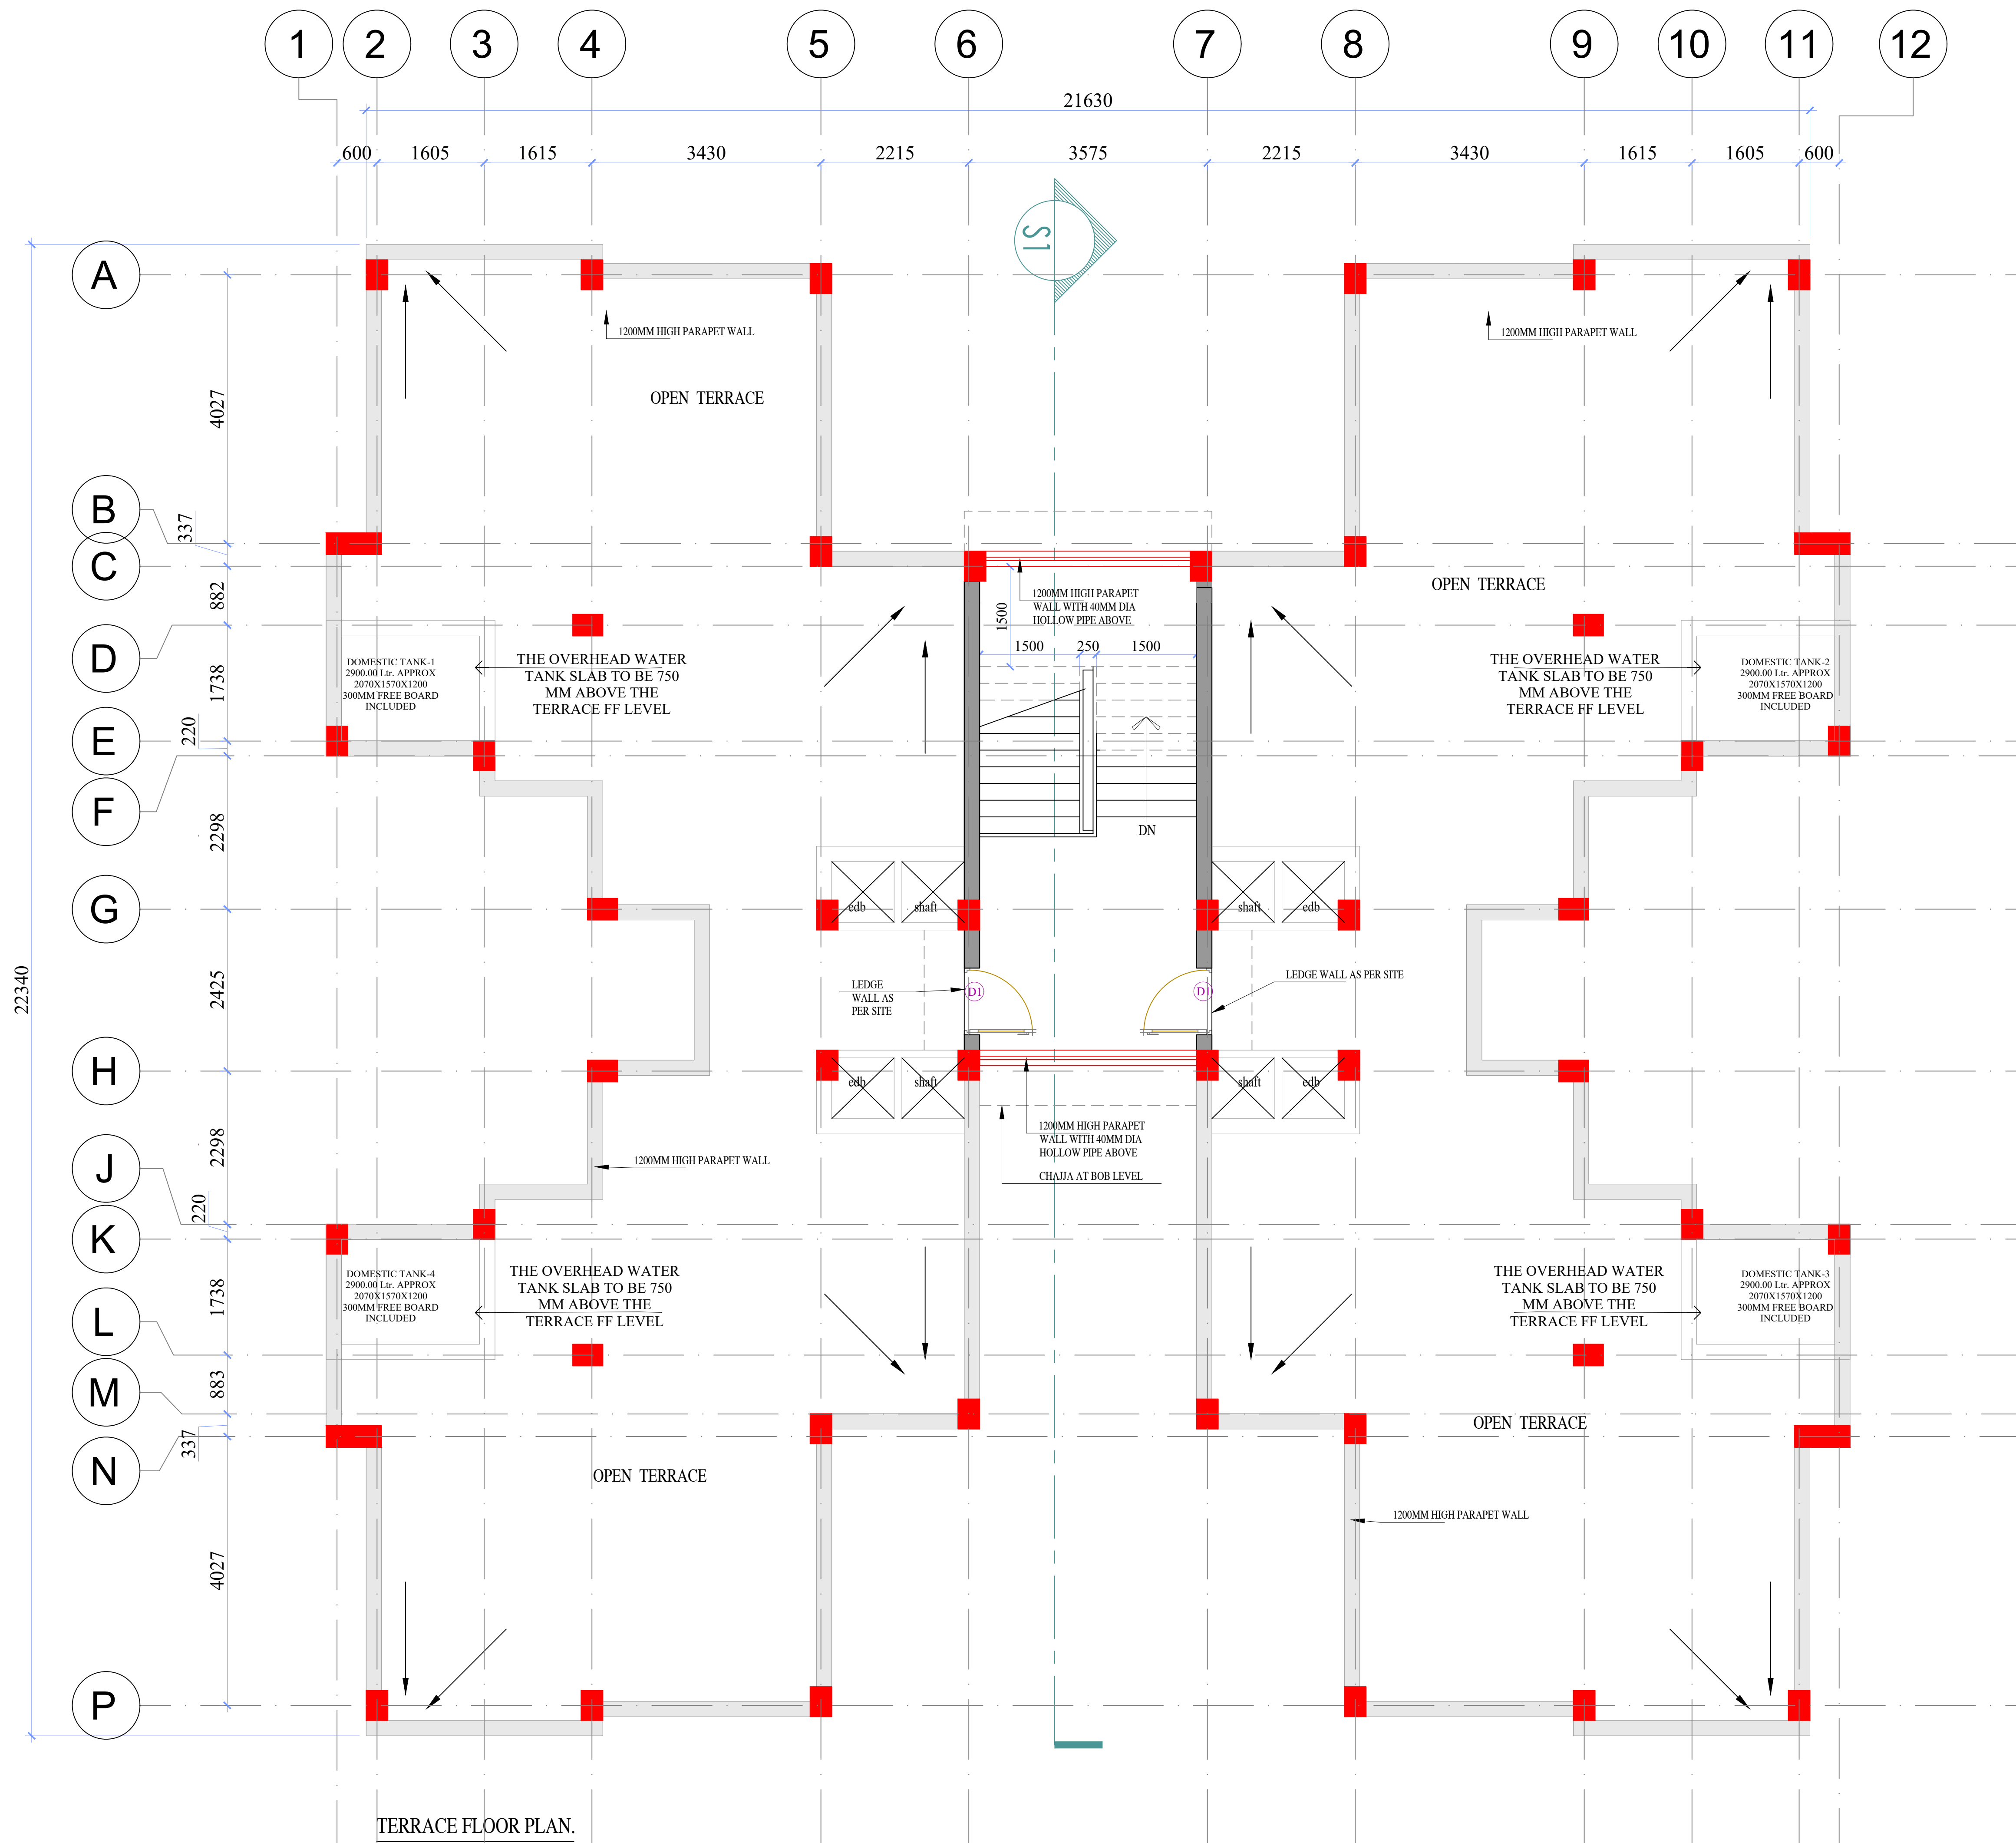 1 2 3 4 5 6 7 8 9 10 11 12
21630
600 1605 1615 3430 2215 3575 2215 3430 1615 1605 600
S1
A
1200MM HIGH PARAPET WALL
1200MM HIGH PARAPET WALL
OPEN TERRACE
4027
B
337
C
OPEN TERRACE
882
1200MM HIGH PARAPET
WALL WITH 40MM DIA
HOLLOW PIPE ABOVE
1500
1500 250 1500
D
1738
DOMESTIC TANK-1
2900.00 Ltr. APPROX
2070X1570X1200
300MM FREE BOARD
INCLUDED
THE OVERHEAD WATER
TANK SLAB TO BE 750
MM ABOVE THE
TERRACE FF LEVEL
THE OVERHEAD WATER
TANK SLAB TO BE 750
MM ABOVE THE
TERRACE FF LEVEL
DOMESTIC TANK-2
2900.00 Ltr. APPROX
2070X1570X1200
300MM FREE BOARD
INCLUDED
E
220
F
2298
DN
G
edb shaft shaft edb
22340
2425
LEDGE
WALL AS
PER SITE
D1
D1
LEDGE WALL AS PER SITE
H
edb shaft shaft edb
2298
1200MM HIGH PARAPET
WALL WITH 40MM DIA
HOLLOW PIPE ABOVE
CHAJJA AT BOB LEVEL
J
1200MM HIGH PARAPET WALL
220
K
1738
DOMESTIC TANK-4
2900.00 Ltr. APPROX
2070X1570X1200
300MM FREE BOARD
INCLUDED
THE OVERHEAD WATER
TANK SLAB TO BE 750
MM ABOVE THE
TERRACE FF LEVEL
THE OVERHEAD WATER
TANK SLAB TO BE 750
MM ABOVE THE
TERRACE FF LEVEL
DOMESTIC TANK-3
2900.00 Ltr. APPROX
2070X1570X1200
300MM FREE BOARD
INCLUDED
L
883
M
OPEN TERRACE
337
N
OPEN TERRACE
1200MM HIGH PARAPET WALL
4027
P
TERRACE FLOOR PLAN.